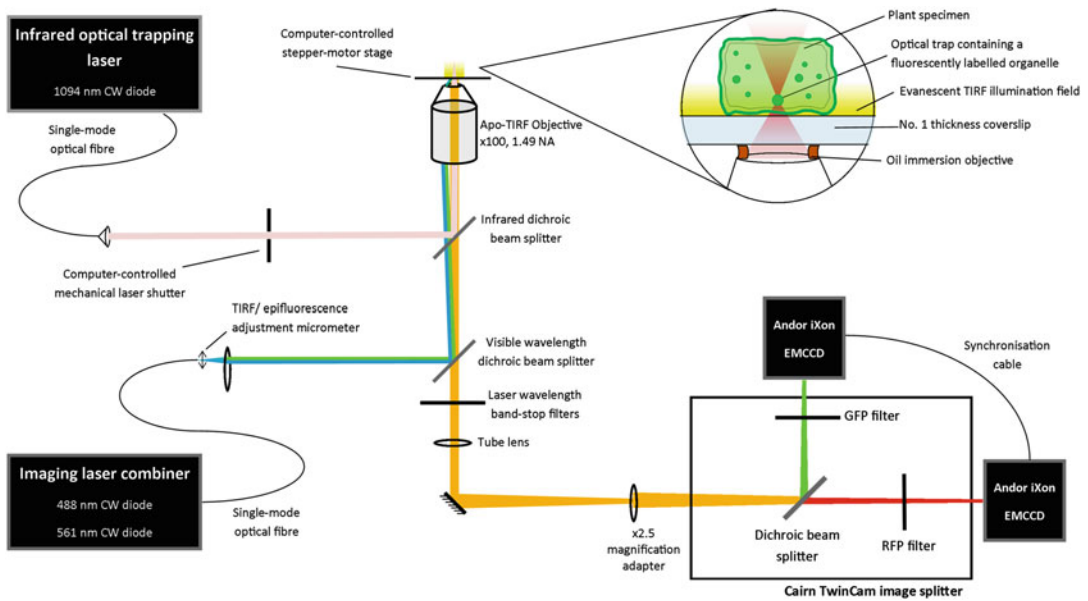 Infrared optical trapping
laser
1094 nm CW diode
Single-mode
optical fibre
Computer-controlled
mechanical laser shutter
Computer-controlled
stepper-motor stage
Apo-TIRF Objective
x100, 1.49 NA
Infrared dichroic
beam splitter
Plant specimen
Optical trap containing a
fluorescently labelled organelle
Evanescent TIRF illumination field
No. 1 thickness coverslip
Oil immersion objective
TIRF/ epifluorescence
adjustment micrometer
Visible wavelength
dichroic beam splitter
Laser wavelength
band-stop filters
Tube lens
Imaging laser combiner
488 nm CW diode
561 nm CW diode
Single-mode
optical fibre
x2.5
magnification
adapter
Andor iXon
EMCCD
Synchronisation
cable
GFP filter
Andor iXon
EMCCD
Dichroic beam
splitter
RFP filter
Cairn TwinCam image splitter